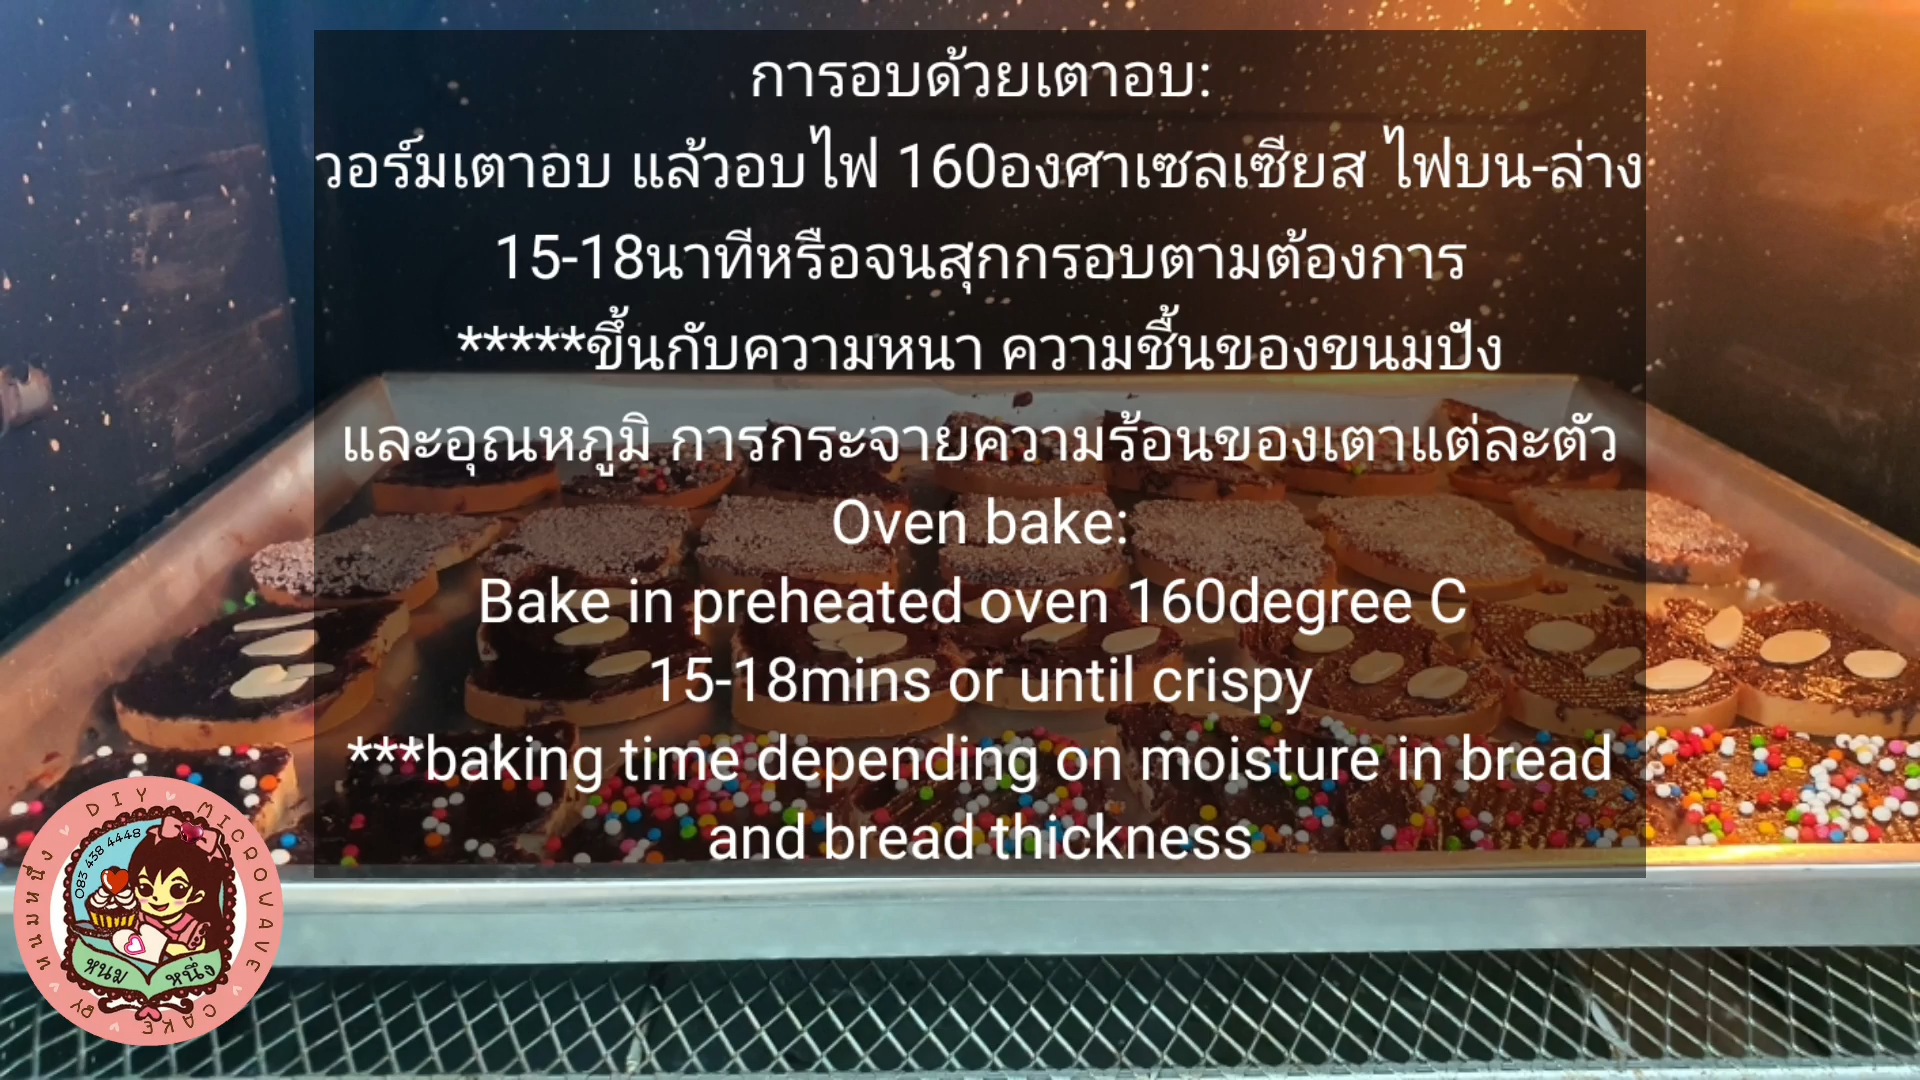 การอบด้วยเตาอบ:
วอร์มเตาอบ แล้วอบไฟ 160องศาเซลเซียส ไฟบน-ล่าง
15-18นาทีหรือจนสุกกรอบตามต้องการ
*****ขึ้นกับความหนา ความชื้นของขนมปัง
และอุณหภูมิ การกระจายความร้อนของเตาแต่ละตัว
Oven bake:
Bake in preheated oven 160degree C
15-18mins or until crispy
***baking time depending on moisture in bread
and bread thickness
DIY MICROWAVE CAKE BY หนมหนึ่ง
083 438 4448
หนม หนึ่ง